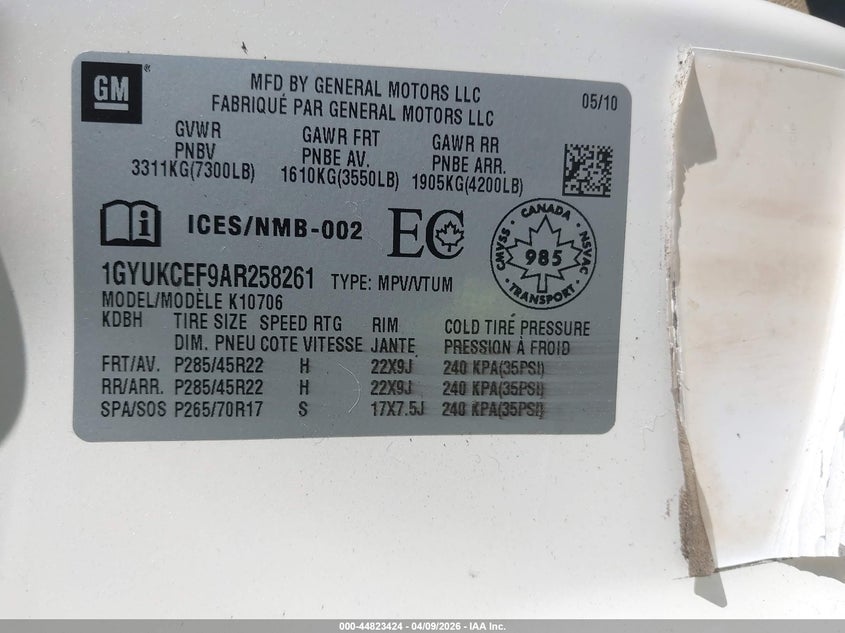 GM
MFD BY GENERAL MOTORS LLC
FABRIQUÉ PAR GENERAL MOTORS LLC
05/10
GVWR GAWR FRT GAWR RR
PNBV PNBE AV. PNBE ARR.
3311KG(7300LB) 1610KG(3550LB) 1905KG(4200LB)
ICES/NMB-002 EC
CANADA
CMVSS 985 NSVAC
TRANSPORT
1GYUKCEF9AR258261 TYPE: MPV/VTUM
MODEL/MODÈLE K10706
KDBH TIRE SIZE SPEED RTG RIM COLD TIRE PRESSURE
DIM. PNEU COTE VITESSE JANTE PRESSION À FROID
FRT/AV. P285/45R22 H 22X9J 240 KPA(35PSI)
RR/ARR. P285/45R22 H 22X9J 240 KPA(35PSI)
SPA/SOS P265/70R17 S 17X7.5J 240 KPA(35PSI)
000-44823424 | 04/09/2026 | IAA Inc.